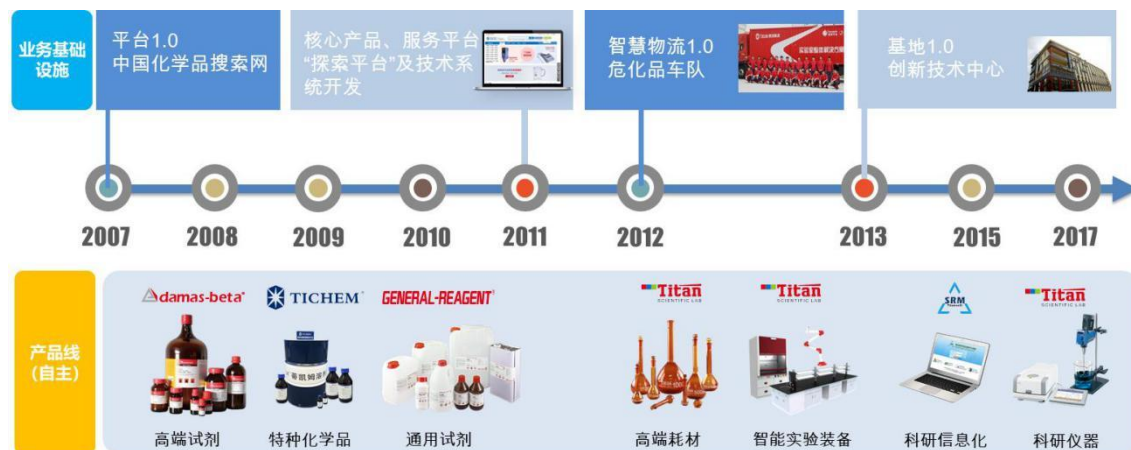 业务基础
设施
平台1.0
中国化学品搜索网
核心产品、服务平台
“探索平台”及技术系
统开发
智慧物流1.0
危化品车队
基地1.0
创新技术中心
2007
2008
2009
2010
2011
2012
2013
2015
2017
产品线
(自主)
damas-beta
TICHEM
GENERAL-REAGENT
Titan
SCIENTIFIC LAB
Titan
SCIENTIFIC LAB
SRM
Titan
SCIENTIFIC LAB
高端试剂
特种化学品
通用试剂
高端耗材
智能实验装备
科研信息化
科研仪器